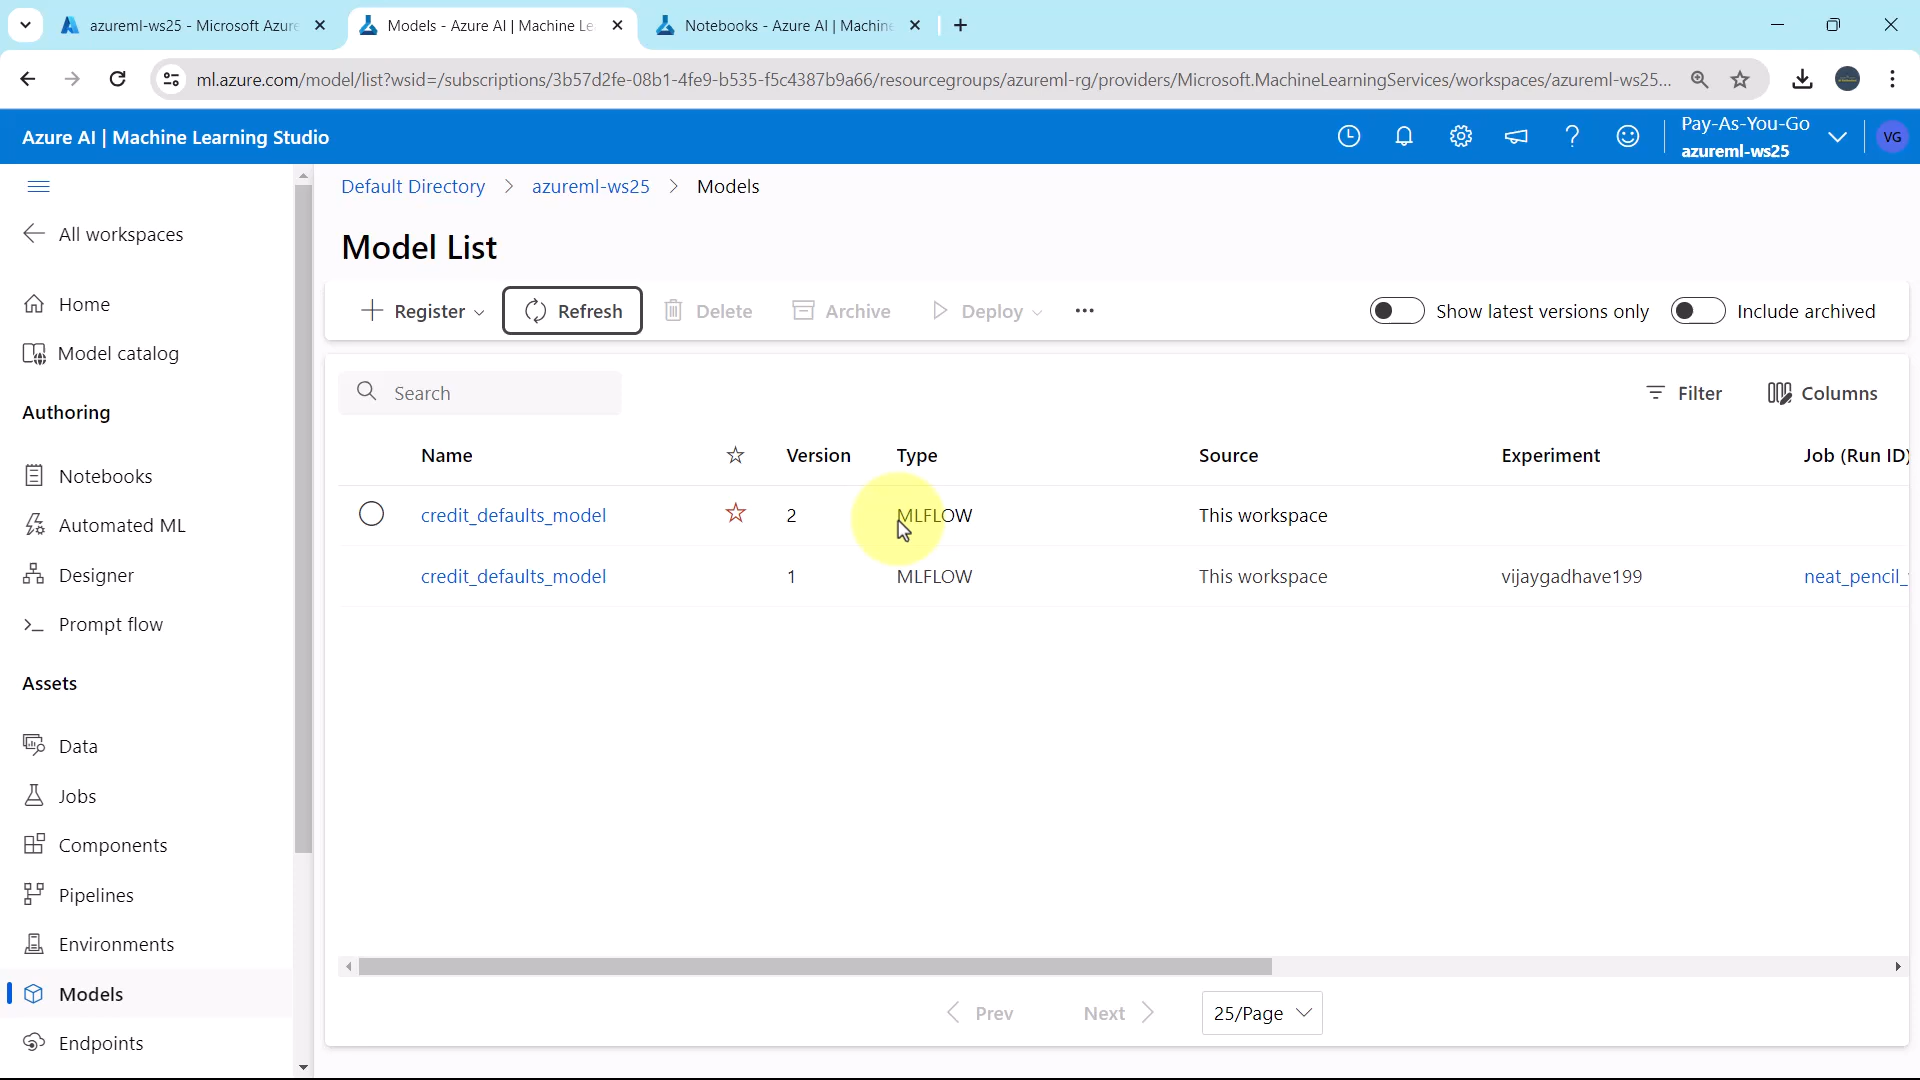 azureml-ws25 - Microsoft Azure
Models - Azure AI | Machine Le
Notebooks - Azure AI | Machine
ml.azure.com/model/list?wsid=/subscriptions/3b57d2fe-08b1-4fe9-b535-f5c4387b9a66/resourcegroups/azureml-rg/providers/Microsoft.MachineLearningServices/workspaces/azureml-ws25...
Azure AI | Machine Learning Studio
Pay-As-You-Go
azureml-ws25
VG
All workspaces
Home
Model catalog
Authoring
Notebooks
Automated ML
Designer
Prompt flow
Assets
Data
Jobs
Components
Pipelines
Environments
Models
Endpoints
Default Directory > azureml-ws25 > Models
Model List
Register Refresh Delete Archive Deploy ... Show latest versions only Include archived
Search Filter Columns
Name Version Type Source Experiment Job (Run ID)
credit_defaults_model 2 MLFLOW This workspace
credit_defaults_model 1 MLFLOW This workspace vijaygadhave199 neat_pencil_
Prev Next 25/Page